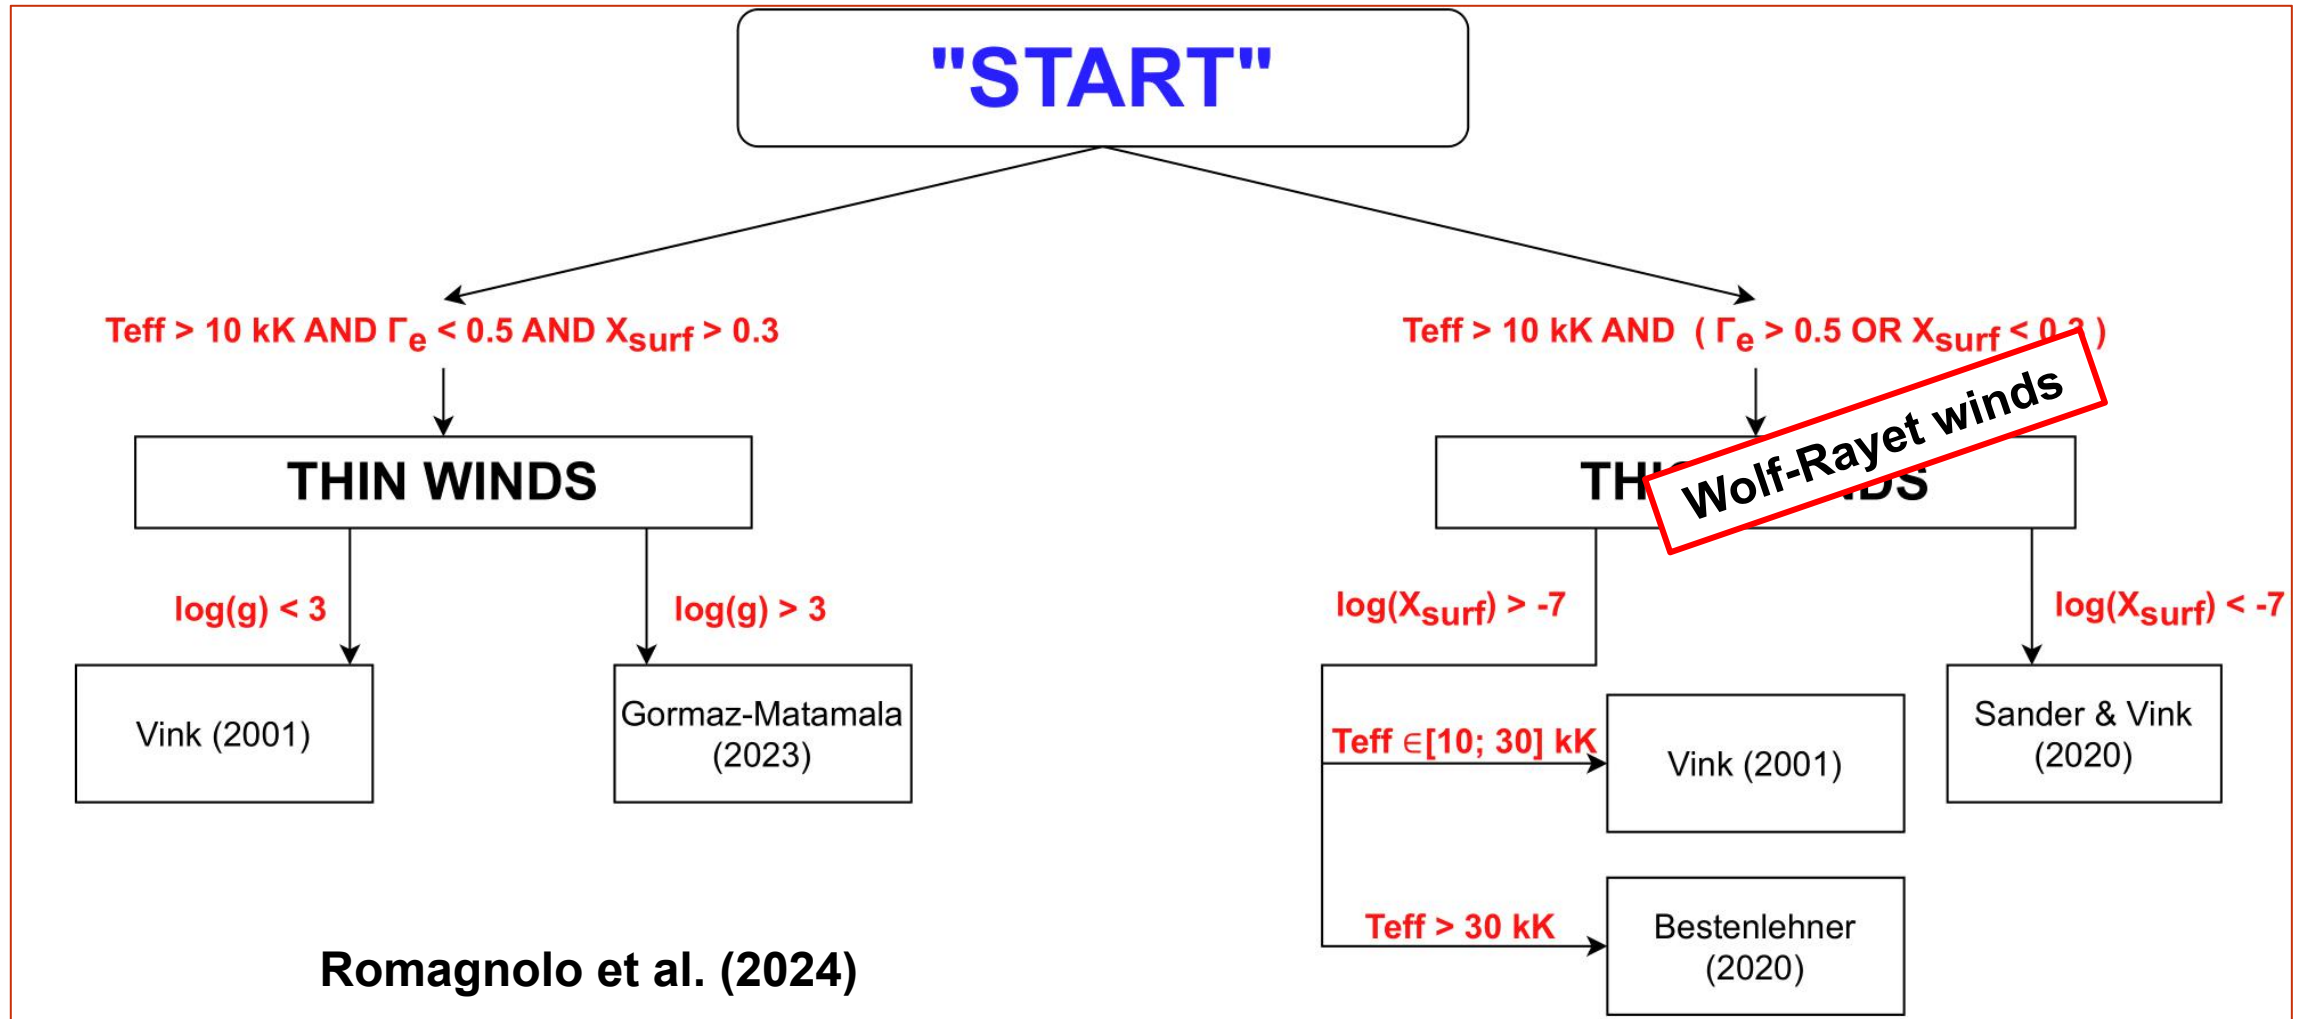 "START"
Teff > 10 kK AND Γe < 0.5 AND Xsurf > 0.3
Teff > 10 kK AND ( Γe > 0.5 OR Xsurf < 0.3 )
Wolf-Rayet winds
THIN WINDS
log(g) < 3
log(g) > 3
log(Xsurf) > -7
log(Xsurf) < -7
Vink (2001)
Gormaz-Matamala
(2023)
Teff ∈[10; 30] kK
Vink (2001)
Sander & Vink
(2020)
Teff > 30 kK
Bestenlehner
(2020)
Romagnolo et al. (2024)